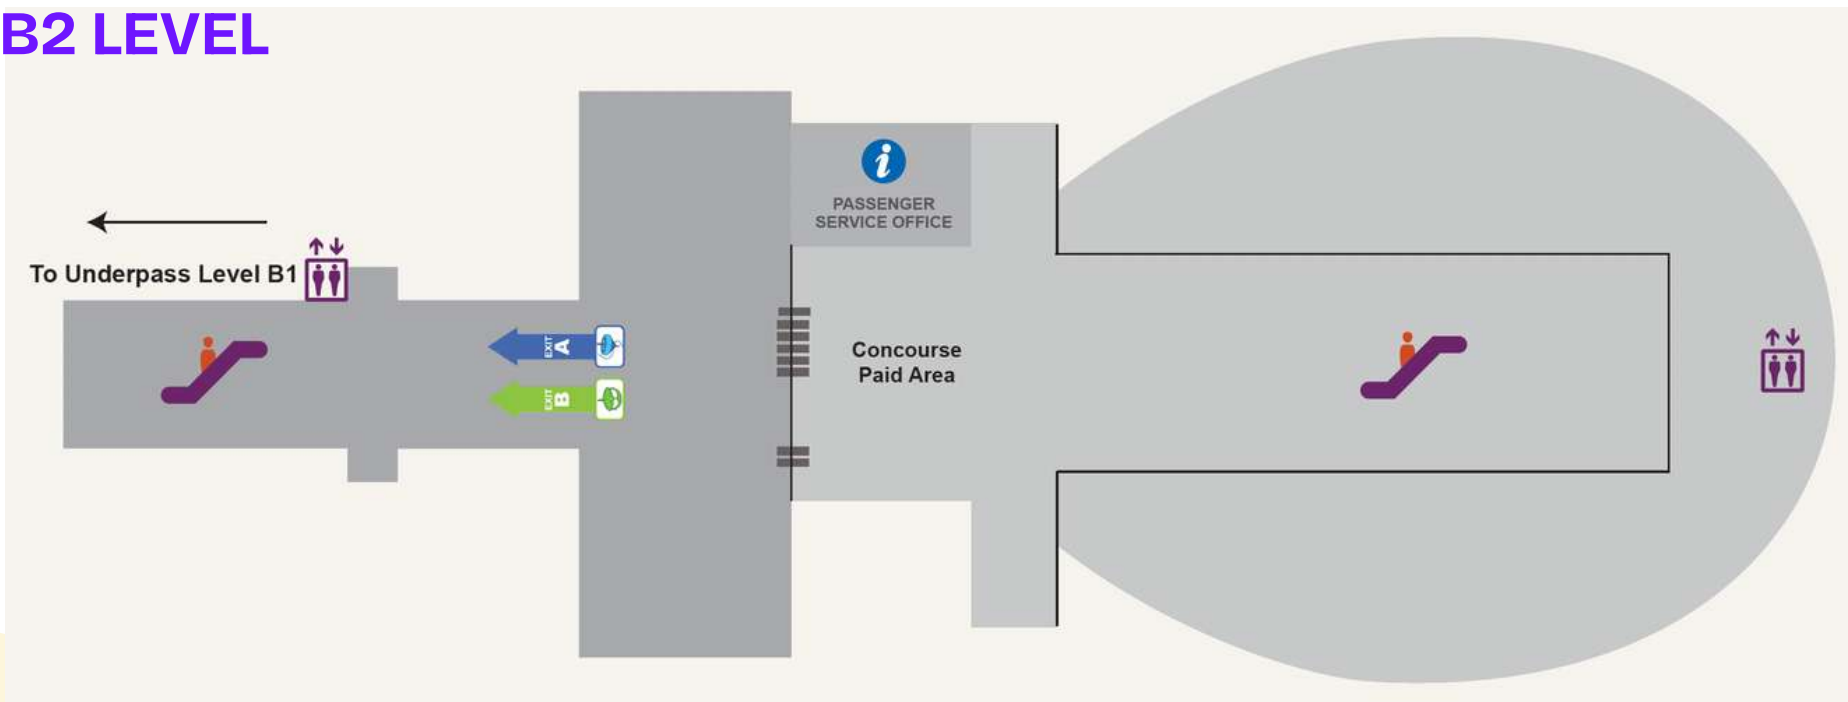 B2 LEVEL
PASSENGER
SERVICE OFFICE
To Underpass Level B1
EXIT
A
EXIT
B
Concourse
Paid Area